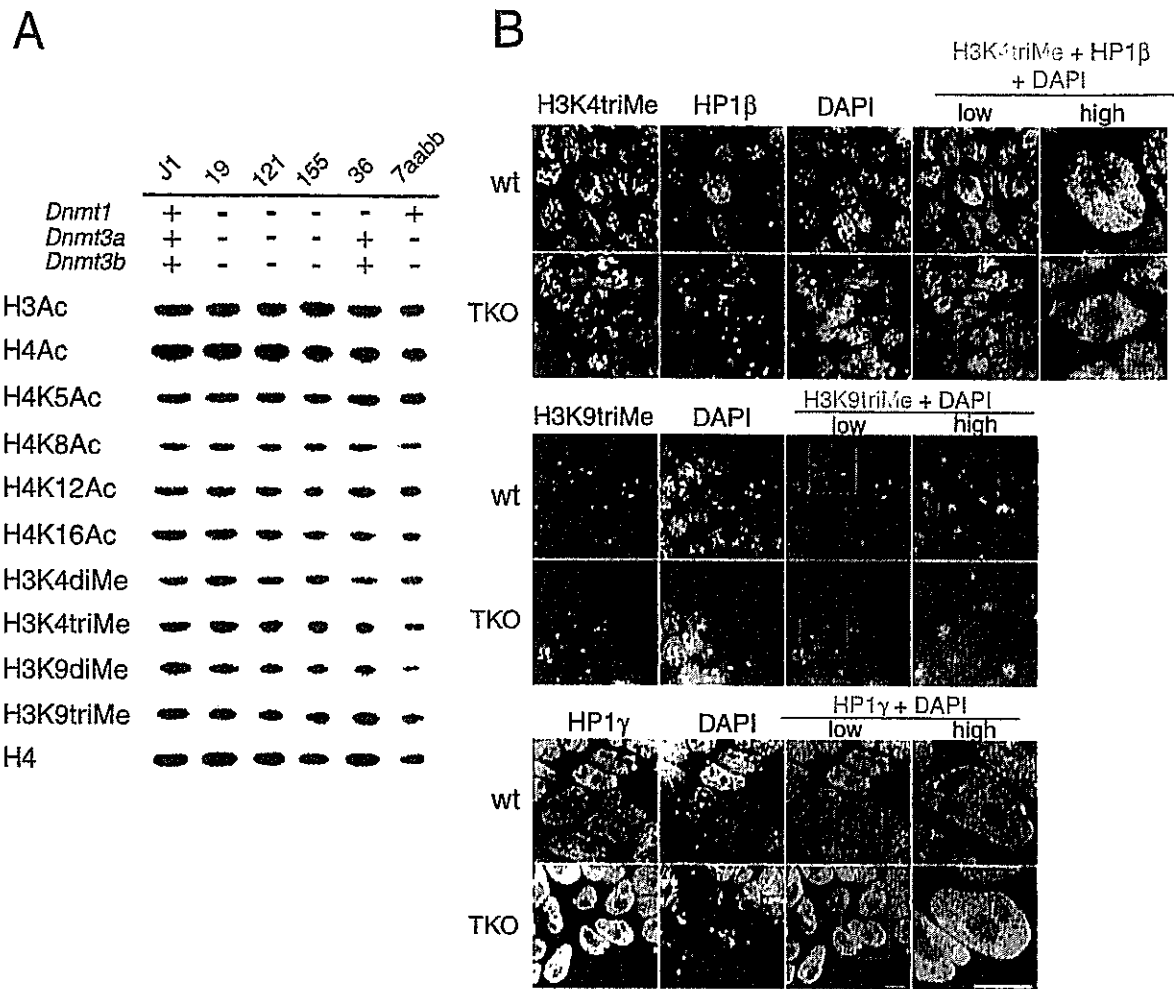 A
J1 19 121 155 36 7aabb
Dnmt1 + - - - - +
Dnmt3a + - - - + -
Dnmt3b + - - - + -
H3Ac
H4Ac
H4K5Ac
H4K8Ac
H4K12Ac
H4K16Ac
H3K4diMe
H3K4triMe
H3K9diMe
H3K9triMe
H4
B
H3K4triMe + HP1β
+ DAPI
H3K4triMe HP1β DAPI low high
wt
TKO
H3K9triMe + DAPI
H3K9triMe DAPI low high
wt
TKO
HP1γ + DAPI
HP1γ DAPI low high
wt
TKO